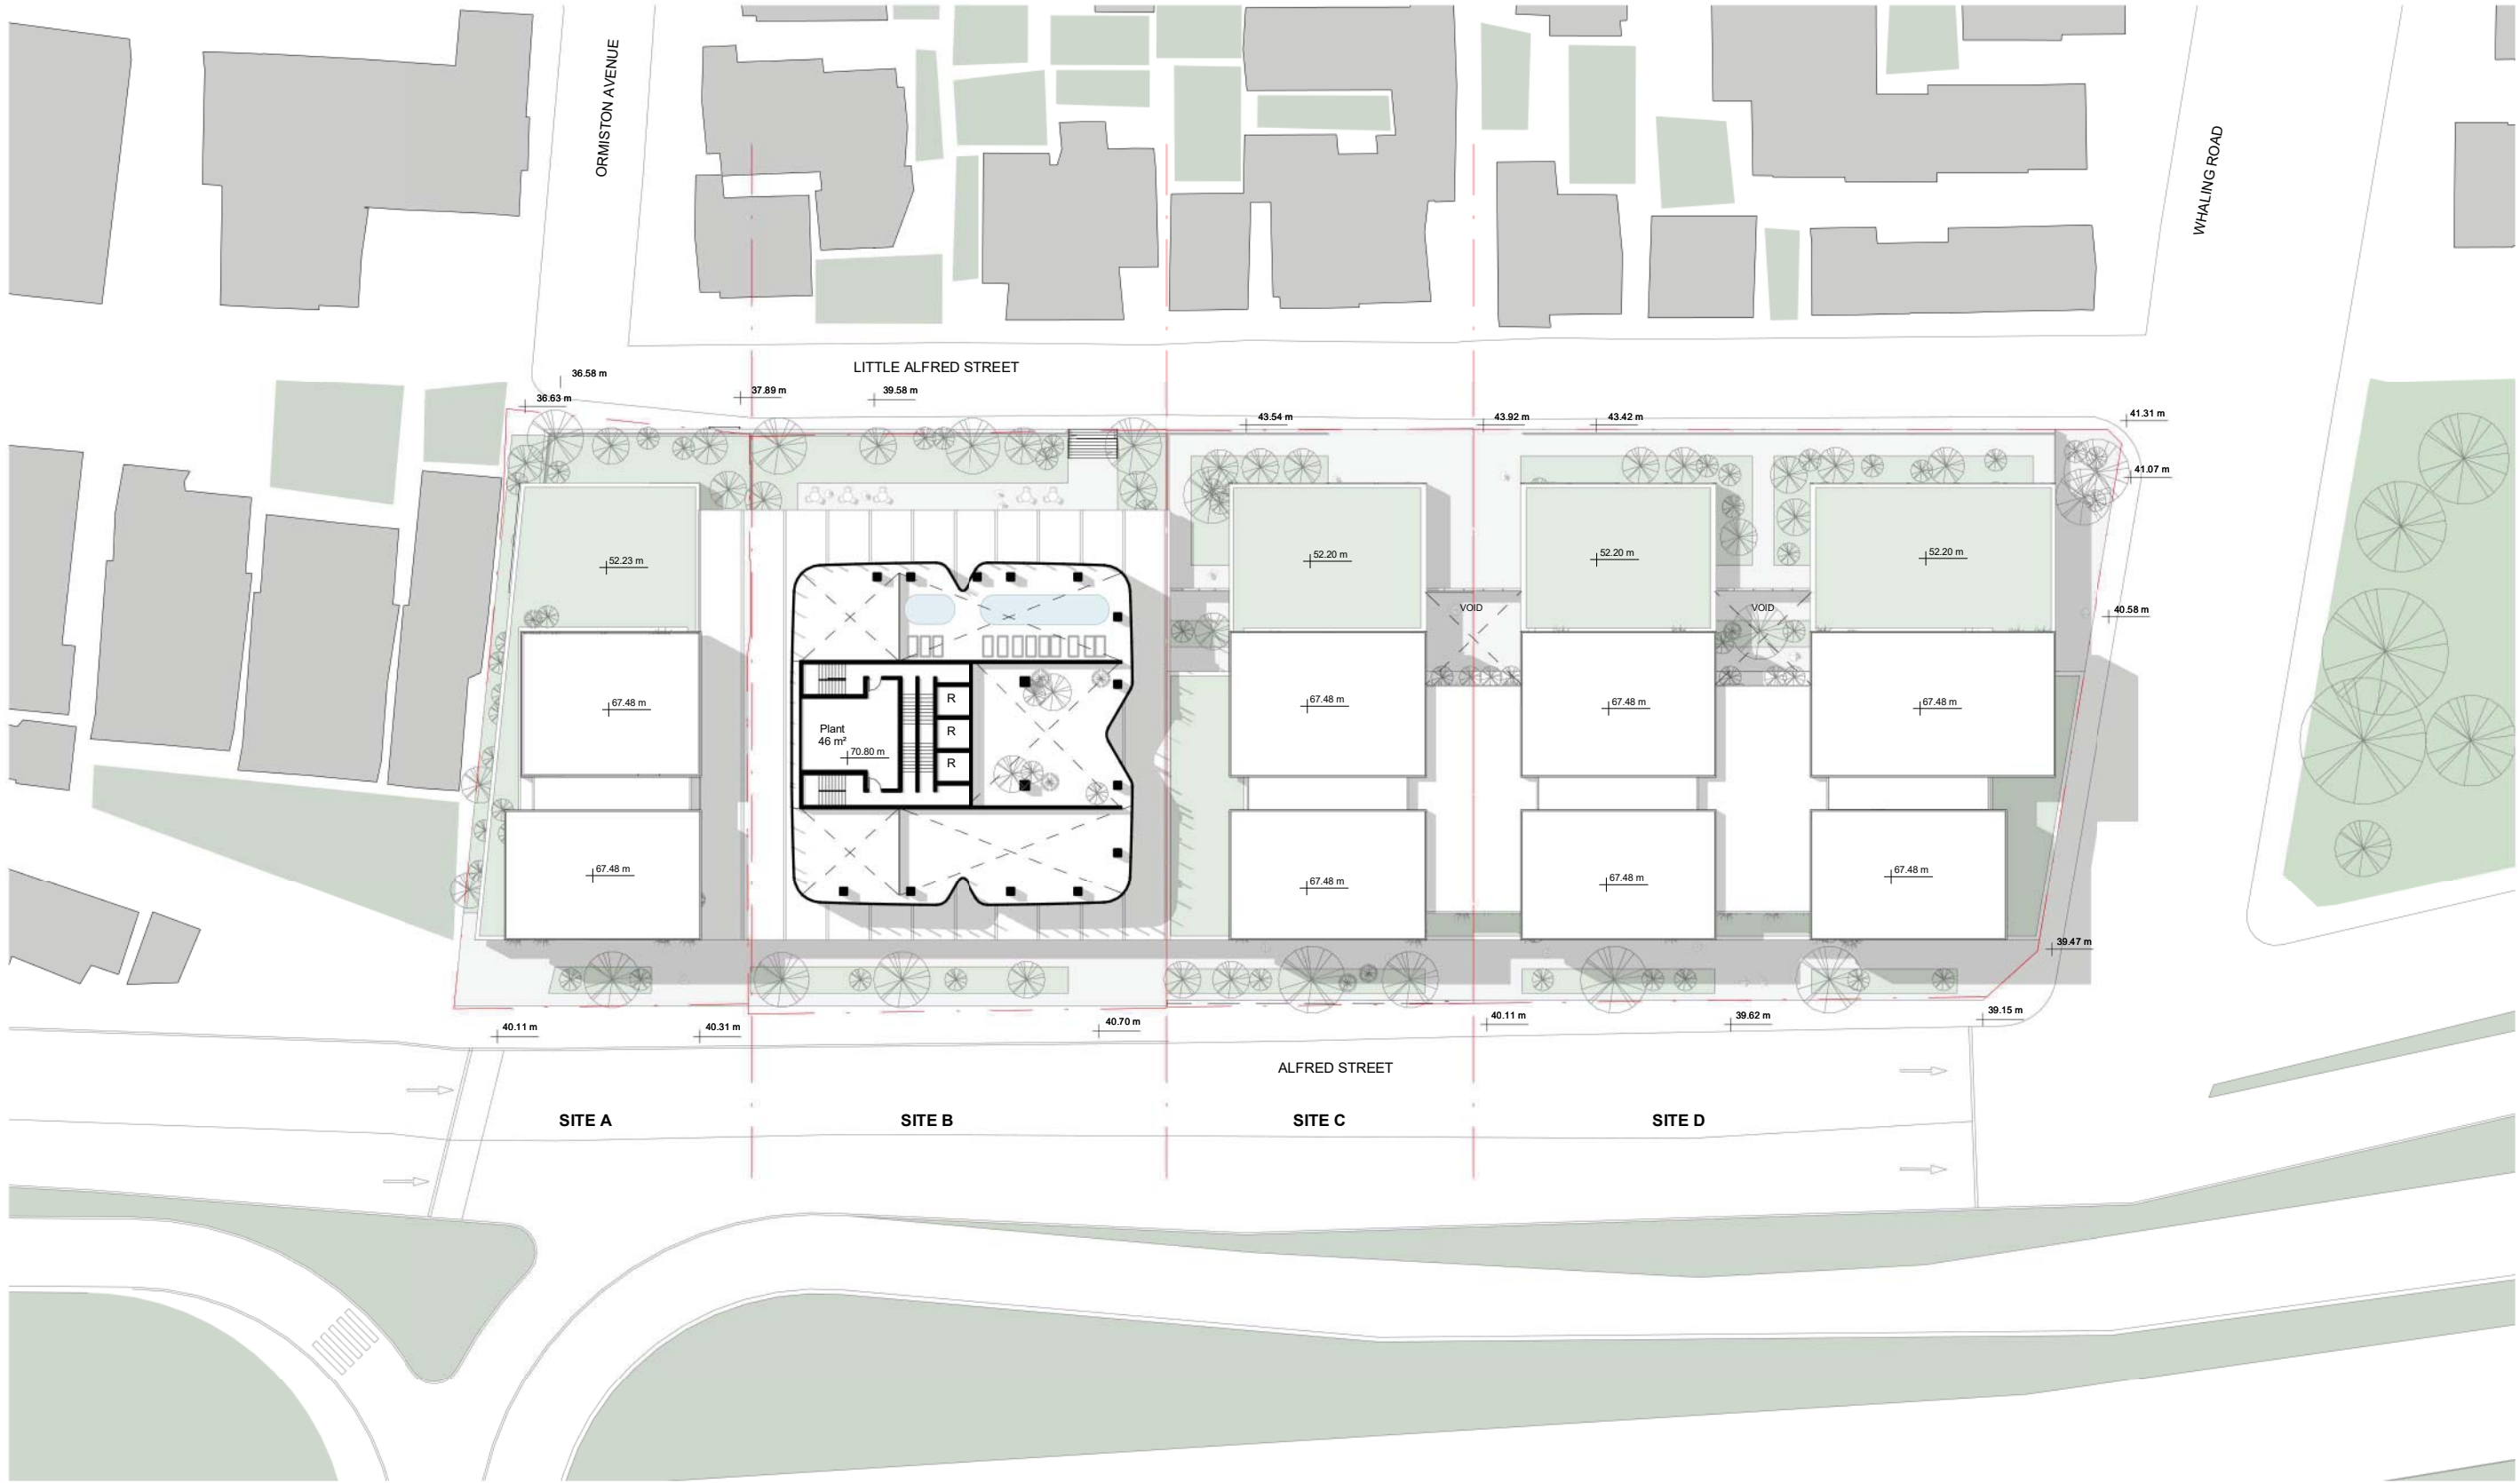 ORMISTON AVENUE
WHALING ROAD
LITTLE ALFRED STREET
36.58 m
36.63 m
37.89 m
39.58 m
43.54 m
43.92 m
43.42 m
41.31 m
41.07 m
52.23 m
52.20 m
52.20 m
52.20 m
VOID
VOID
40.58 m
67.48 m
R
R
R
Plant
46 m²
70.80 m
67.48 m
67.48 m
67.48 m
67.48 m
67.48 m
67.48 m
67.48 m
39.47 m
40.11 m
40.31 m
40.70 m
40.11 m
39.62 m
39.15 m
ALFRED STREET
SITE A
SITE B
SITE C
SITE D